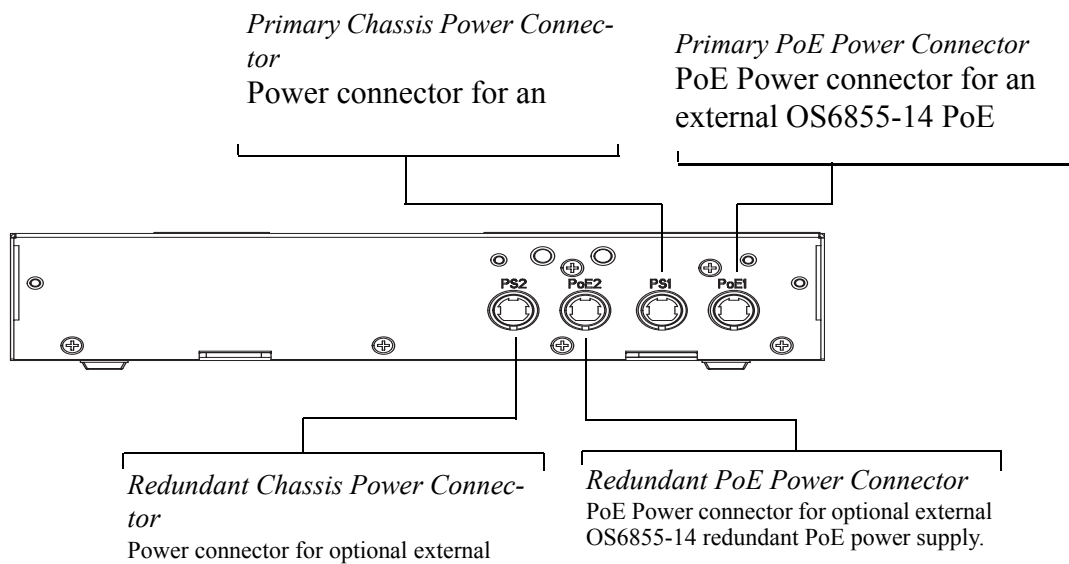 Primary Chassis Power Connec-
tor
Power connector for an
Primary PoE Power Connector
PoE Power connector for an
external OS6855-14 PoE
PS2
PoE2
PS1
PoE1
Redundant Chassis Power Connec-
tor
Power connector for optional external
Redundant PoE Power Connector
PoE Power connector for optional external
OS6855-14 redundant PoE power supply.